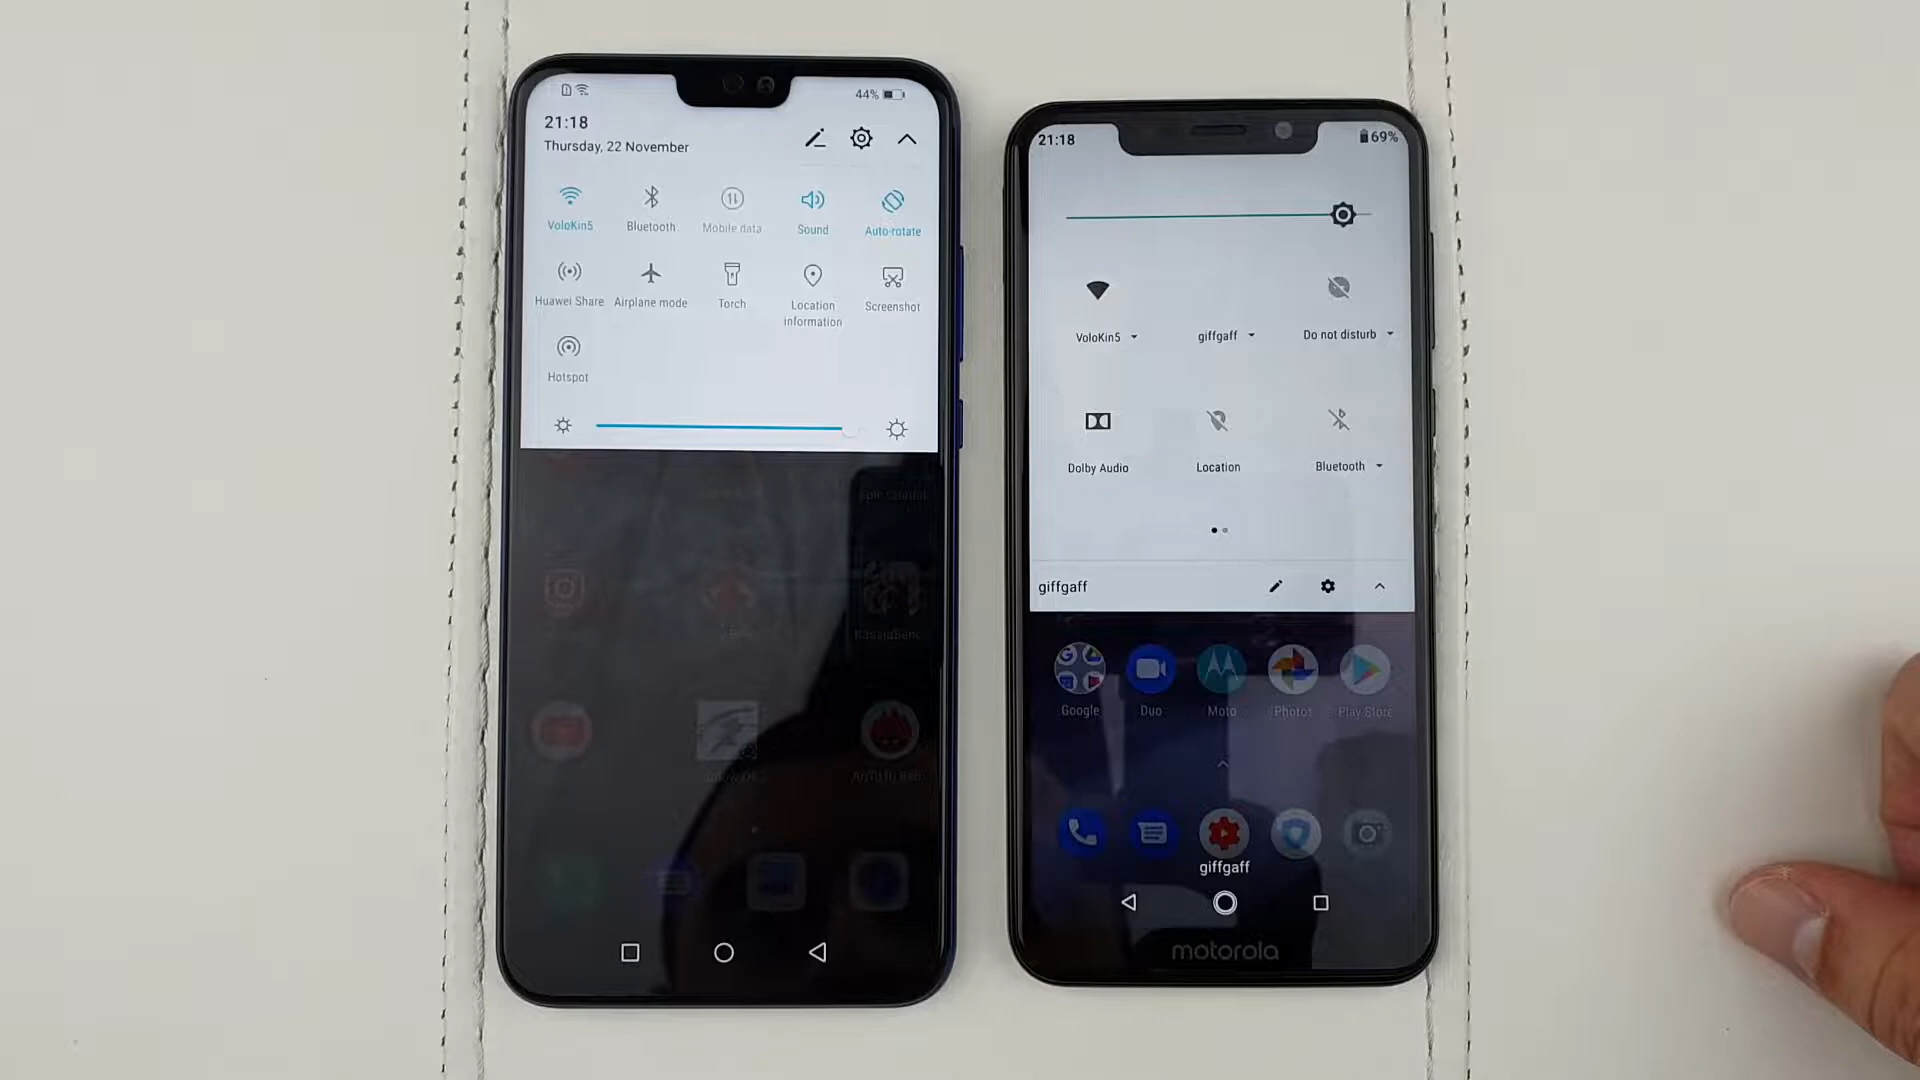 44%
21:18
Thursday, 22 November
VoloKin5
Bluetooth
Mobile data
Sound
Auto-rotate
Huawei Share
Airplane mode
Torch
Location
information
Screenshot
Hotspot
21:18
69%
VoloKin5
giffgaff
Do not disturb
Dolby Audio
Location
Bluetooth
giffgaff
Google
Duo
Moto
Photos
Play Store
giffgaff
motorola